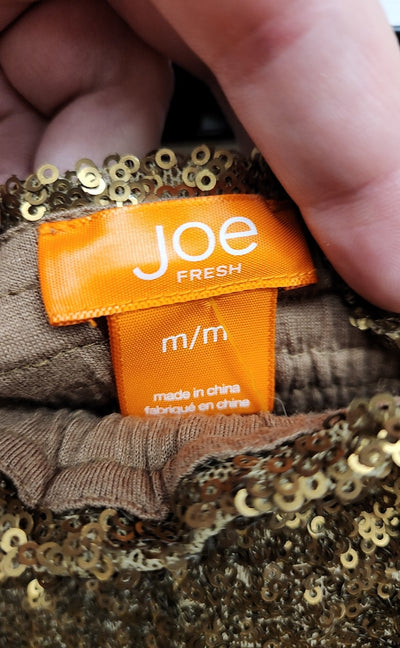 Joe
FRESH
m/m
made in china
fabriqué en chine